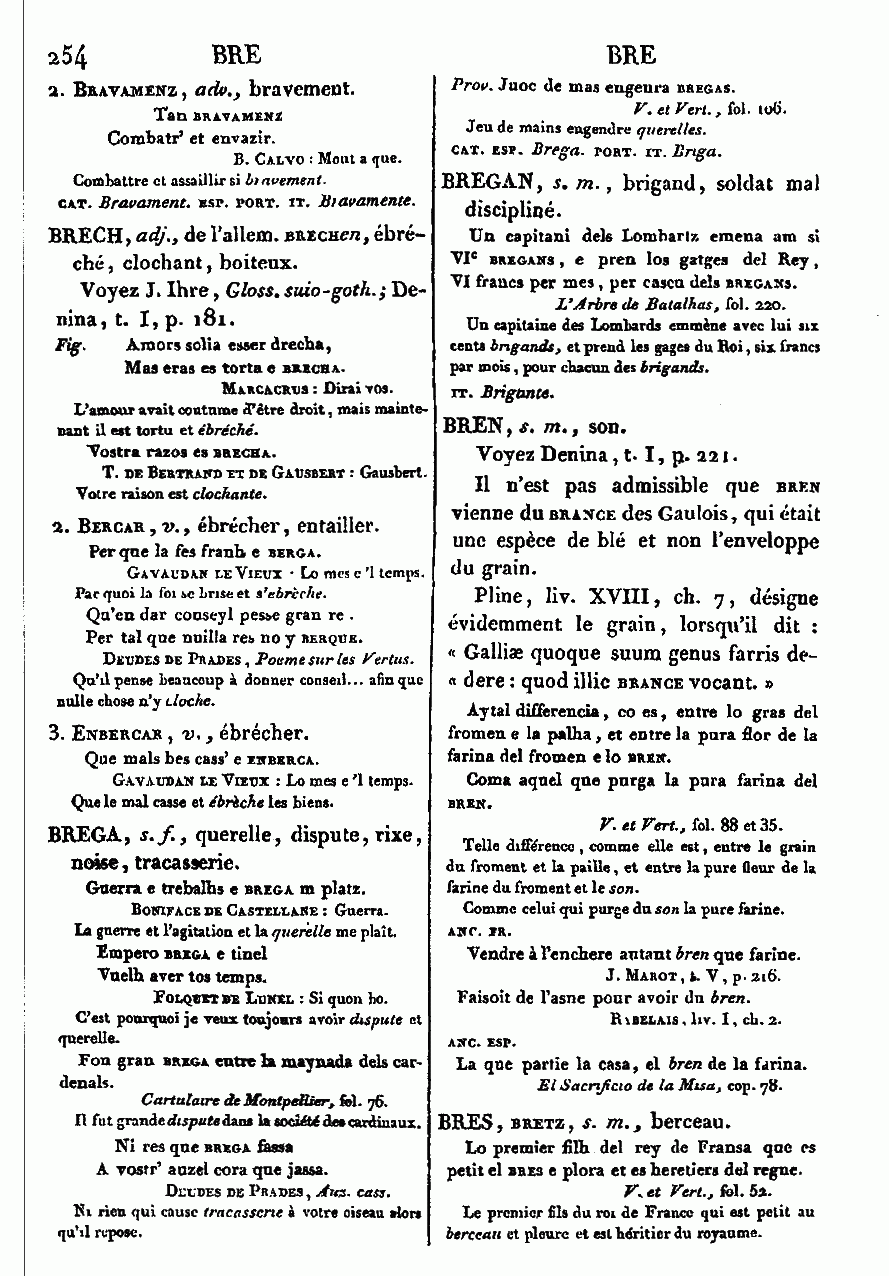 254 BRE BRE
2. BRAVAMENZ, adv., bravement.
Tan BRAVAMENZ
Combatr' et envazir.
B. CALVO : Mout a que.
Combattre et assaillir si bravement.
CAT. Bravament. ESP. PORT. IT. Bravamente.
BRECH, adj., de l'allem. BRECHen, ébré-
ché, clochant, boiteux.
Voyez J. Ihre, Gloss. suio-goth.; De-
nina, t. I, p. 181.
Fig. Amors solia esser drecha,
Mas eras es torta e BRECHA.
MARCACRUS : Dirai vos.
L'amour avait coutume d'être droit, mais mainte-
nant il est tortu et ébréché.
Vostra razos es BRECHA.
T. DE BERTRAND ET DE GAUSBERT : Gausbert.
Votre raison est clochante.
2. BERCAR, v., ébrécher, entailler.
Per que la fes franh e BERGA.
GAVAUDAN LE VIEUX : Lo mes e 'l temps.
Par quoi la foi se brise et s'ebrèche.
Qu'en dar conseyl pesse gran re .
Per tal que nuilla res no y BERQUE.
DEUDES DE PRADES, Poeme sur les Vertus.
Qu'il pense beaucoup à donner conseil... afin que
nulle chose n'y cloche.
3. ENBERCAR, v., ébrécher.
Que mals bes cass' e ENBERCA.
GAVAUDAN LE VIEUX : Lo mes e 'l temps.
Que le mal casse et ébrèche les biens.
BREGA, s. f., querelle, dispute, rixe,
noise, tracasserie.
Guerra e trebalhs e BREGA m platz.
BONIFACE DE CASTELLANE : Guerra.
La guerre et l'agitation et la querelle me plaît.
Empero BREGA e tinel
Vuelh aver tos temps.
FOLQUET DE LUNEL : Si quon ho.
C'est pourquoi je veux toujours avoir dispute et
querelle.
Fon gran BREGA entre la maynada dels car-
denals.
Cartulaire de Montpellier, fol. 76.
Il fut grande dispute dans la société des cardinaux.
Ni res que BREGA fassa
A vostr' auzel cora que jassa.
DEUDES DE PRADES, Aus. cass.
Ni rien qui cause tracasserie à votre oiseau alors
qu'il repose.
Prov. Juoc de mas engenra BREGAS.
V. et Vert., fol. 106.
Jeu de mains engendre querelles.
CAT. ESP. Brega. PORT. IT. Briga.
BREGAN, s. m., brigand, soldat mal
discipliné.
Un capitani dels Lombartz emena am si
VIc BREGANS, e pren los gatges del Rey,
VI francs per mes, per cascu dels BREGANS.
L'Arbre de Batalhas, fol. 220.
Un capitaine des Lombards emmène avec lui six
cents brigands, et prend les gages du Roi, six francs
par mois, pour chacun des brigands.
IT. Brigante.
BREN, s. m., son.
Voyez Denina, t. I, p. 221.
Il n'est pas admissible que BREN
vienne du BRANCE des Gaulois, qui était
une espèce de blé et non l'enveloppe
du grain.
Pline, liv. XVIII, ch. 7, désigne
évidemment le grain, lorsqu'il dit :
« Galliæ quoque suum genus farris de-
« dere : quod illic BRANCE vocant. »
Aytal differencia, co es, entre lo gras del
fromen e la palha, et entre la pura flor de la
farina del fromen e lo BREN.
Coma aquel que purga la pura farina del
BREN.
V. et Vert., fol. 88 et 35.
Telle différence, comme elle est, entre le grain
du froment et la paille, et entre la pure fleur de la
farine du froment et le son.
Comme celui qui purge du son la pure farine.
ANC. FR.
Vendre à l'enchere autant bren que farine.
J. MAROT, t. V, p. 216.
Faisoit de l'asne pour avoir du bren.
RABELAIS, liv. I, ch. 2.
ANC. ESP.
La que partie la casa, el bren de la farina.
El Sacrificio de la Misa, cop. 78.
BRES, BRETZ, s. m., berceau.
Lo premier filh del rey de Fransa que es
petit el BRES e plora et es heretiers del regne.
V. et Vert., fol. 52.
Le premier fils du roi de France qui est petit au
berceau et pleure et est héritier du royaume.